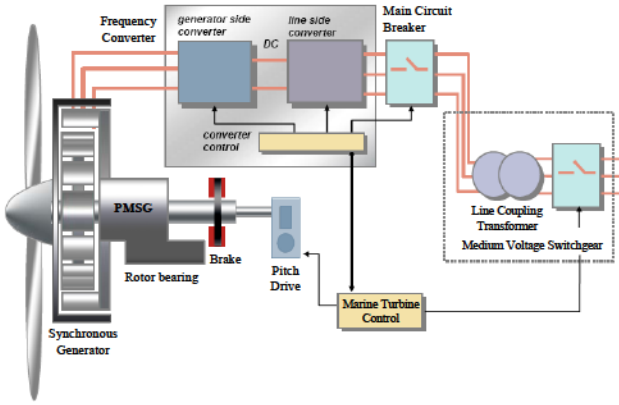 Frequency
Converter
generator side
converter
DC
line side
converter
Main Circuit
Breaker
converter
control
PMSG
Rotor bearing
Brake
Pitch
Drive
Synchronous
Generator
Line Coupling
Transformer
Medium Voltage Switchgear
Marine Turbine
Control